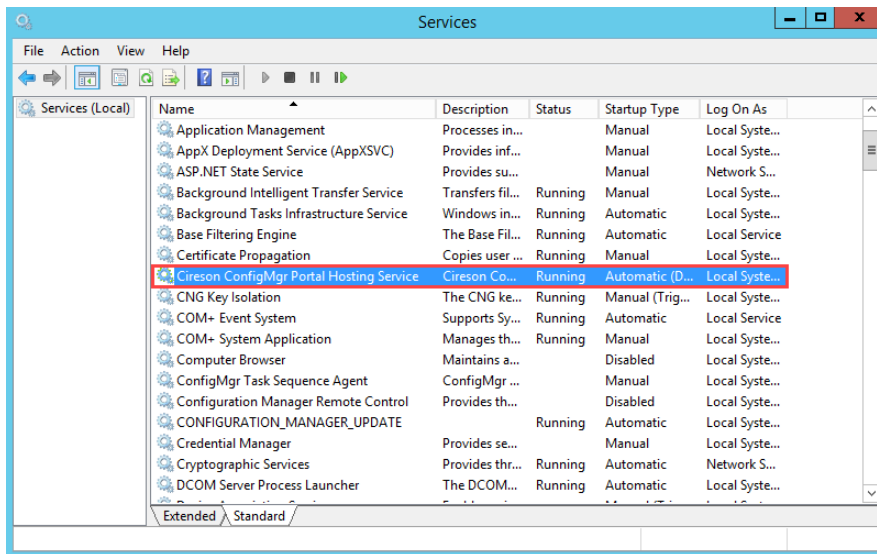 Services
File Action View Help
Services (Local)
Name Description Status Startup Type Log On As
Application Management Processes in... Manual Local Syste...
AppX Deployment Service (AppXSVC) Provides inf... Manual Local Syste...
ASP.NET State Service Provides su... Manual Network S...
Background Intelligent Transfer Service Transfers fil... Running Manual Local Syste...
Background Tasks Infrastructure Service Windows in... Running Automatic Local Syste...
Base Filtering Engine The Base Fil... Running Automatic Local Service
Certificate Propagation Copies user ... Running Manual Local Syste...
Cireson ConfigMgr Portal Hosting Service Cireson Co... Running Automatic (D... Local Syste...
CNG Key Isolation The CNG ke... Running Manual (Trig... Local Syste...
COM+ Event System Supports Sy... Running Automatic Local Service
COM+ System Application Manages th... Running Manual Local Syste...
Computer Browser Maintains a... Disabled Local Syste...
ConfigMgr Task Sequence Agent ConfigMgr ... Manual Local Syste...
Configuration Manager Remote Control Provides th... Disabled Local Syste...
CONFIGURATION_MANAGER_UPDATE Running Automatic Local Syste...
Credential Manager Provides se... Manual Local Syste...
Cryptographic Services Provides thr... Running Automatic Network S...
DCOM Server Process Launcher The DCOM... Running Automatic Local Syste...
Extended Standard